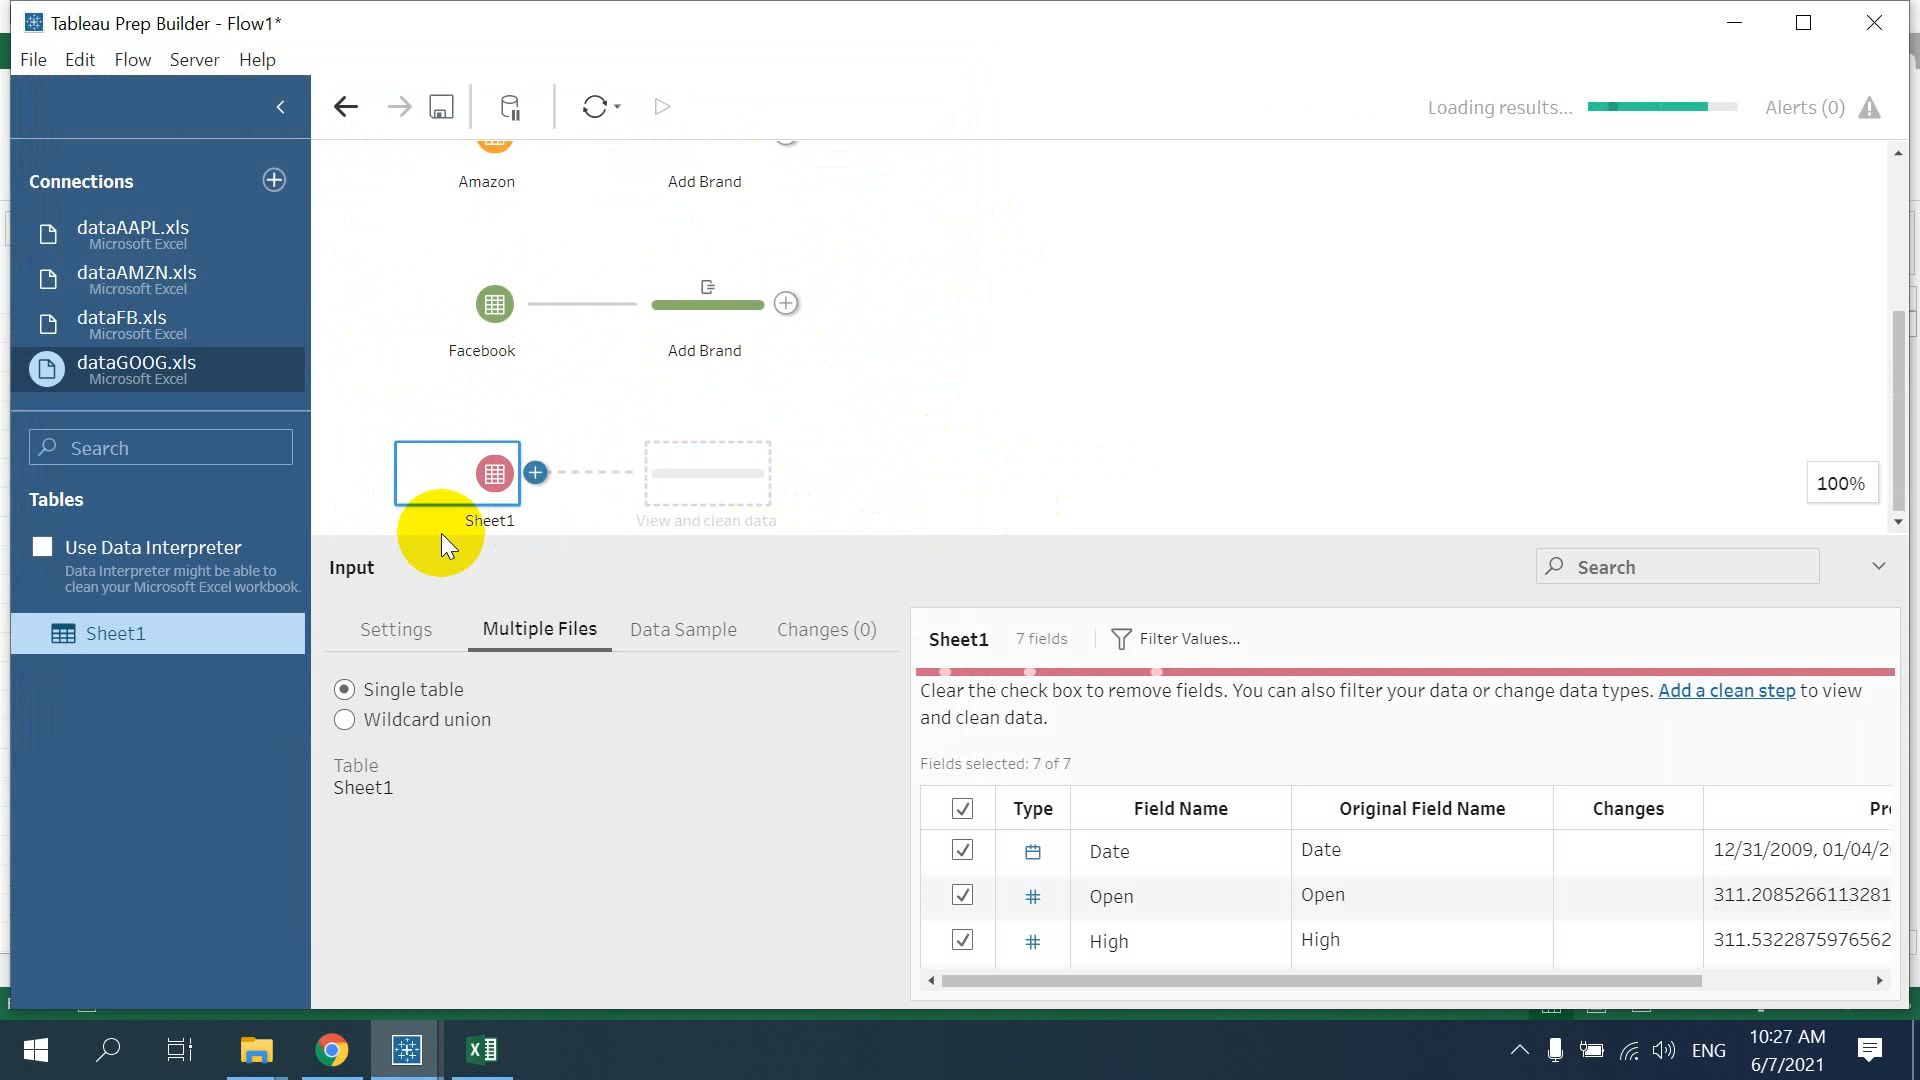 Tableau Prep Builder - Flow1*
File Edit Flow Server Help
Loading results...
Alerts (0)
Connections
dataAAPL.xls
Microsoft Excel
dataAMZN.xls
Microsoft Excel
dataFB.xls
Microsoft Excel
dataGOOG.xls
Microsoft Excel
Search
Tables
Use Data Interpreter
Data Interpreter might be able to
clean your Microsoft Excel workbook.
Sheet1
Amazon
Add Brand
Facebook
Add Brand
Sheet1
View and clean data
100%
Input
Search
Settings
Multiple Files
Data Sample
Changes (0)
Single table
Wildcard union
Table
Sheet1
Sheet1
7 fields
Filter Values...
Clear the check box to remove fields. You can also filter your data or change data types. Add a clean step to view
and clean data.
Fields selected: 7 of 7
Type Field Name Original Field Name Changes Pre
Date Date 12/31/2009, 01/04/2
Open Open 311.2085266113281
High High 311.5322875976562
ENG
10:27 AM
6/7/2021